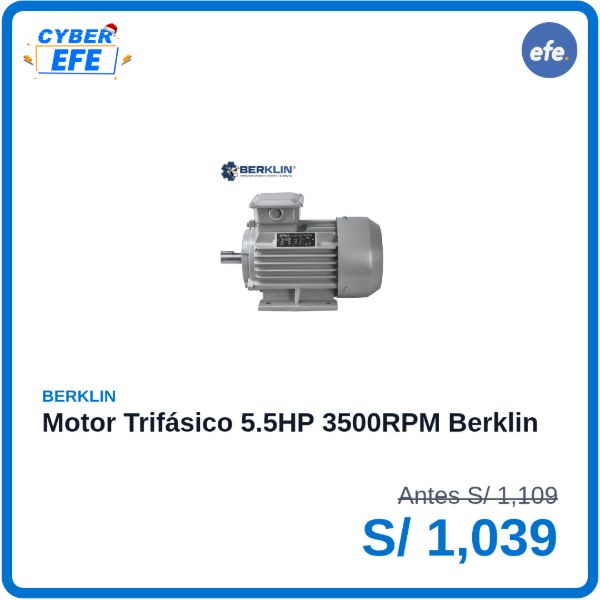 CYBER
EFE
efe.
BERKLIN®
BERKLIN
Motor Trifásico 5.5HP 3500RPM Berklin
Antes S/ 1,109
S/ 1,039